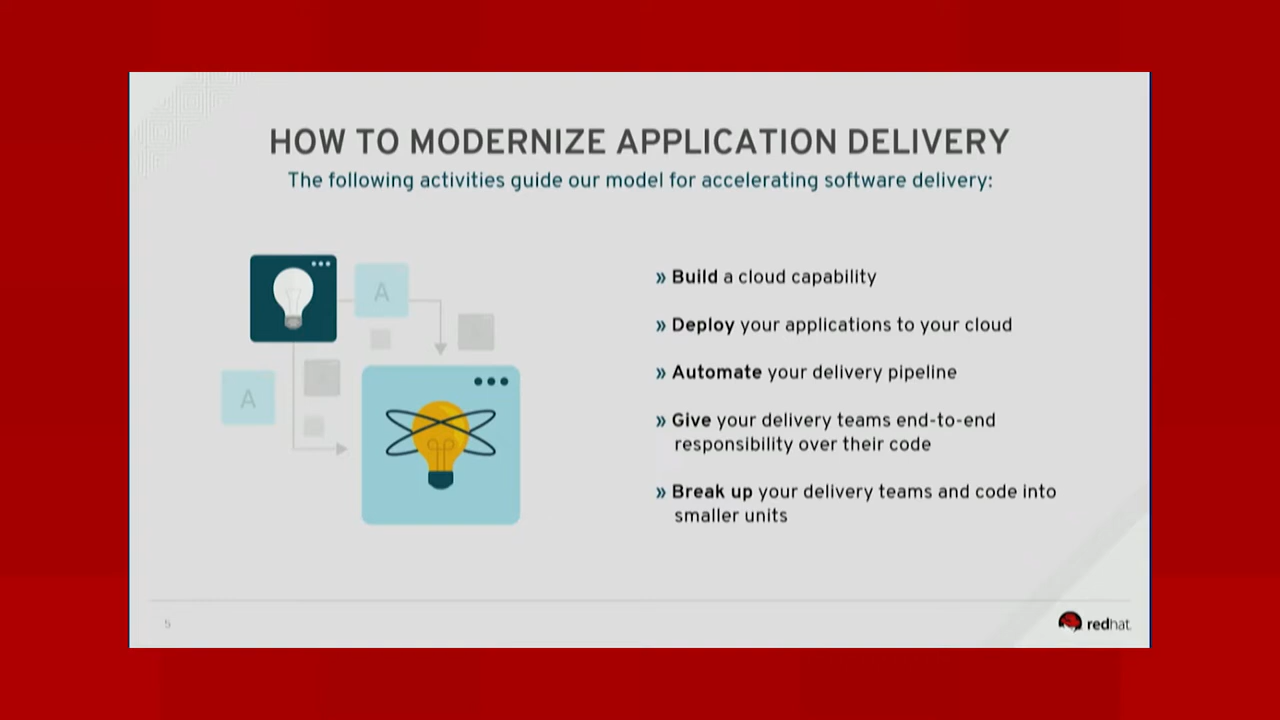 HOW TO MODERNIZE APPLICATION DELIVERY
The following activities guide our model for accelerating software delivery:
A
A
» Build a cloud capability
» Deploy your applications to your cloud
» Automate your delivery pipeline
» Give your delivery teams end-to-end
responsibility over their code
» Break up your delivery teams and code into
smaller units
5
redhat.